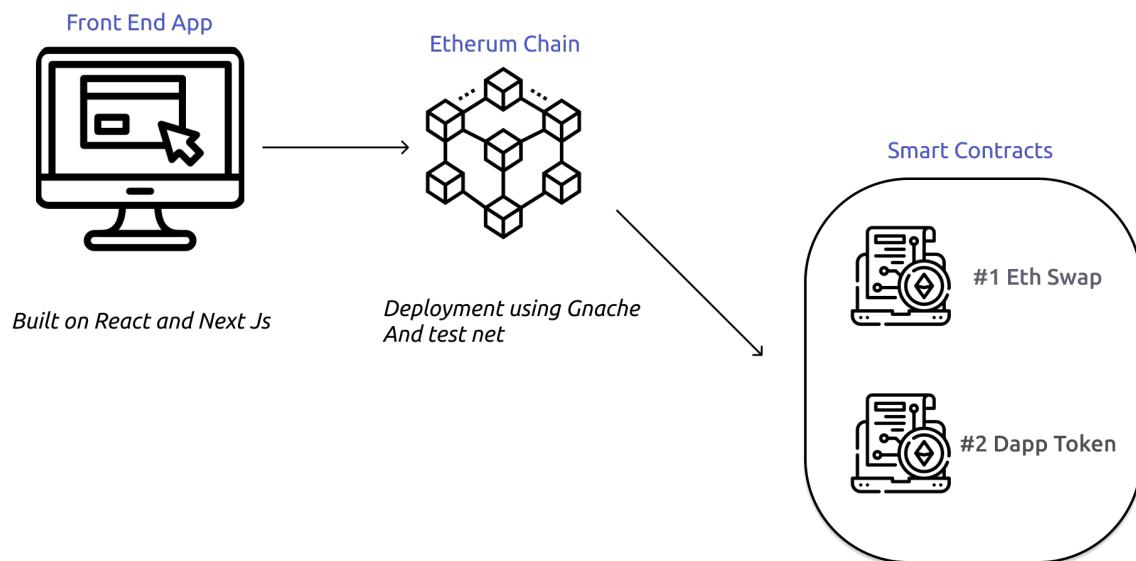 Front End App
Etherum Chain
Smart Contracts
#1 Eth Swap
Built on React and Next Js
Deployment using Gnache
And test net
#2 Dapp Token